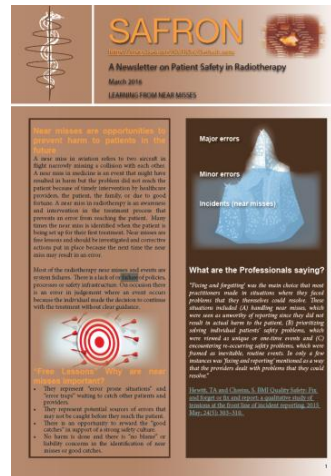 SAFRON
A Newsletter on Patient Safety in Radiotherapy
March 2016
LEARNING FROM NEAR MISSES
Near misses are opportunities to
prevent harm to patients in the
future
A near miss in aviation refers to two aircraft in
flight narrowly missing a collision with each other.
A near miss in medicine is an event that might have
resulted in harm but the problem did not reach the
patient because of timely intervention by healthcare
providers, the patient, the family or due to good
fortune. A near miss in radiotherapy is an awareness
and intervention in the treatment process that
prevents an error from reaching the patient. Many
times the near miss is identified when the patient is
being set up for their first treatment. Near misses are
free lessons and should be investigated and corrective
actions put in place because the next time the near
miss may result in an error.
Most of the radiotherapy near misses and events are
system failures. There is a lack of or failure of policies,
processes or safety infrastructure. On occasion there
is an error in judgement where an event occurs
because the individual made the decision to continue
with the treatment without clear guidance.
"Free Lessons" Why are near
misses important?
• They represent "error prone situations" and
"error traps" waiting to catch other patients and
providers.
• They represent potential sources of errors that
may not be caught before they reach the patient.
• There is an opportunity to reward the "good
catches" in support of a strong safety culture.
• No harm is done and there is "no blame" or
liability concerns in the identification of near
misses or good catches.
Major errors
Minor errors
Incidents (near misses)
What are the Professionals saying?
"Fixing and forgetting' was the main choice that most
practitioners made in situations where they faced
problems that they themselves could resolve. These
situations included (A) handling near misses, which
were seen as unworthy of reporting since they did not
result in actual harm to the patient, (B) prioritising
solving individual patients' safety problems, which
were viewed as unique or one-time events and (C)
encountering re-occurring safety problems, which were
framed as inevitable, routine events. In only a few
instances was 'fixing and reporting' mentioned as a way
that the providers dealt with problems that they could
resolve."
Hewitt, TA and Chreim, S. BMJ Quality Safety; Fix
and forget or fix and report: a qualitative study of
tensions at the front line of incident reporting. 2015
May; 24(5): 303–310.
1